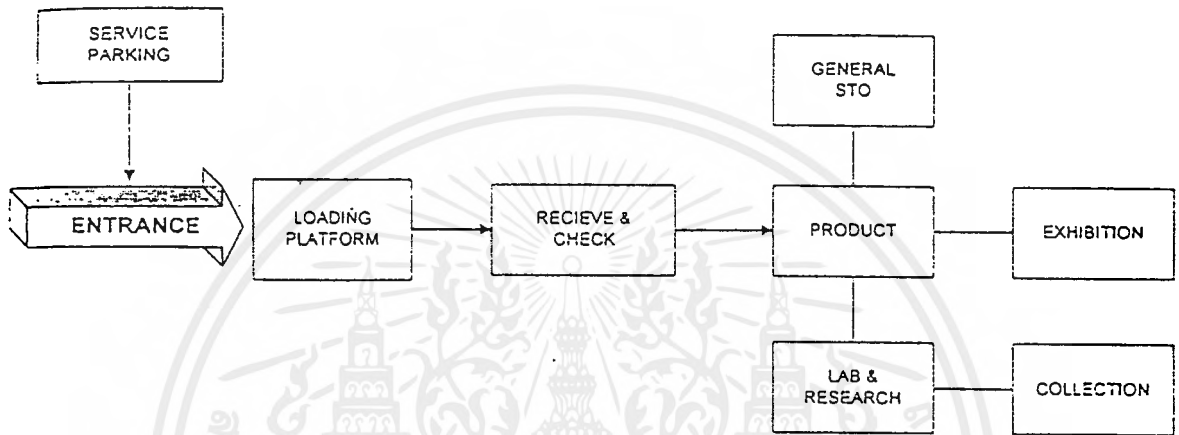 SERVICE
PARKING
GENERAL
STO
ENTRANCE
LOADING
PLATFORM
RECIEVE &
CHECK
PRODUCT
EXHIBITION
LAB &
RESEARCH
COLLECTION